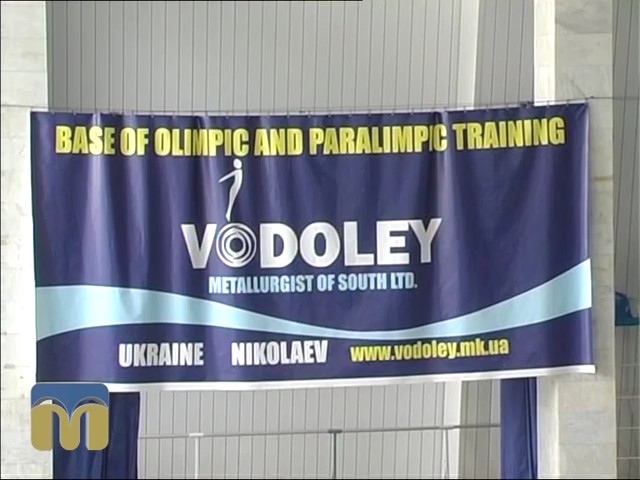 BASE OF OLIMPIC AND PARALIMPIC TRAINING
VODOLEY
METALLURGIST OF SOUTH LTD.
UKRAINE NIKOLAEV www.vodoley.mk.ua
M